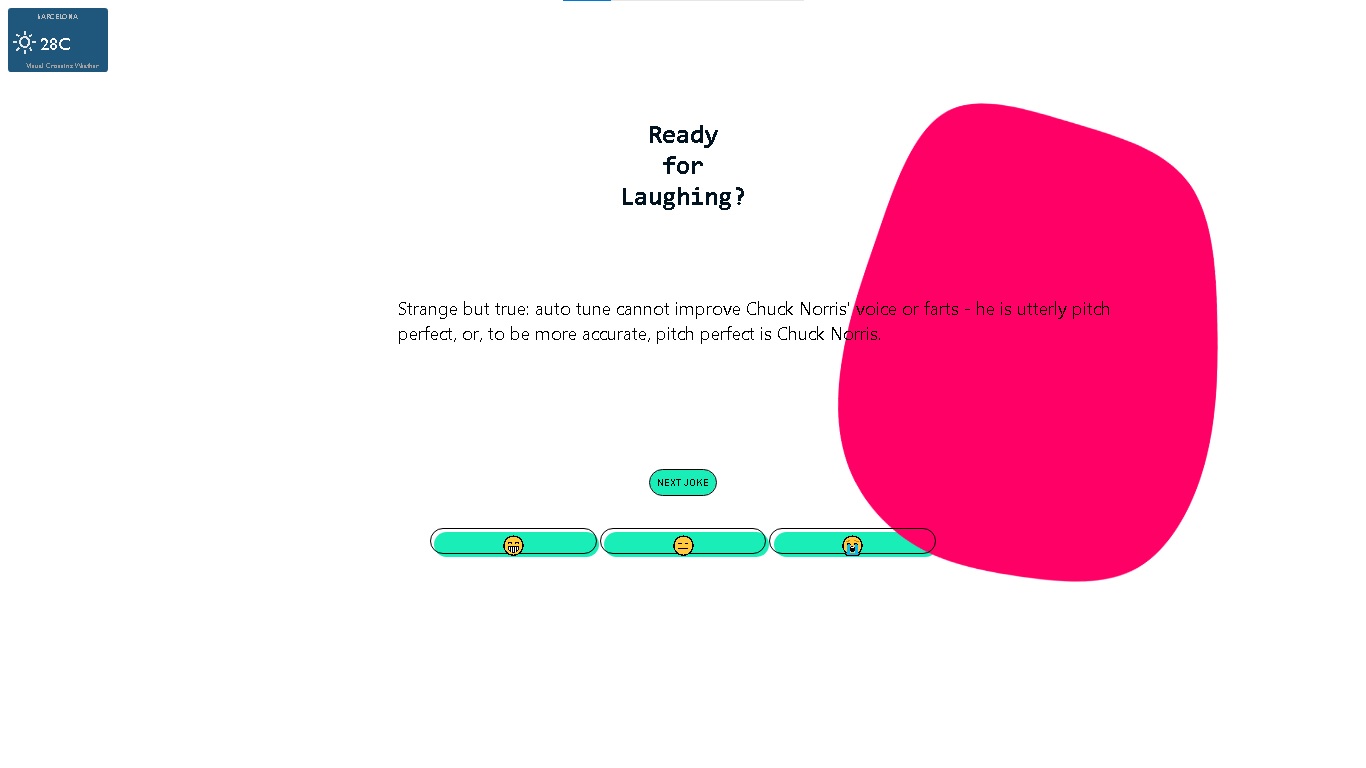 BARCELONA
28C
Visual Crossing Weather
Ready
for
Laughing?
Strange but true: auto tune cannot improve Chuck Norris' voice or farts - he is utterly pitch
perfect, or, to be more accurate, pitch perfect is Chuck Norris.
NEXT JOKE